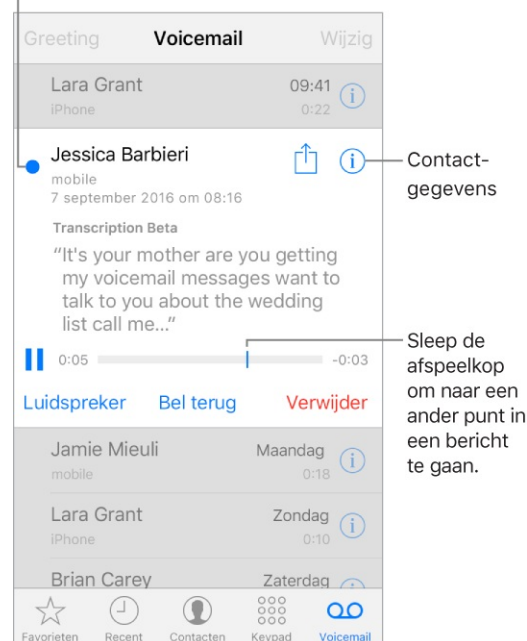 Greeting Voicemail Wijzig
Lara Grant 09:41
iPhone 0:22
Jessica Barbieri
mobile
7 september 2016 om 08:16
Transcription Beta
“It's your mother are you getting
my voicemail messages want to
talk to you about the wedding
list call me...”
0:05 -0:03
Luidspreker Bel terug Verwijder
Jamie Mieuli Maandag
mobile 0:18
Lara Grant Zondag
iPhone 0:10
Brian Carey Zaterdag
Favorieten Recent Contacten Keypad Voicemail
Contact-
gegevens
Sleep de
afspeelkop
om naar een
ander punt in
een bericht
te gaan.